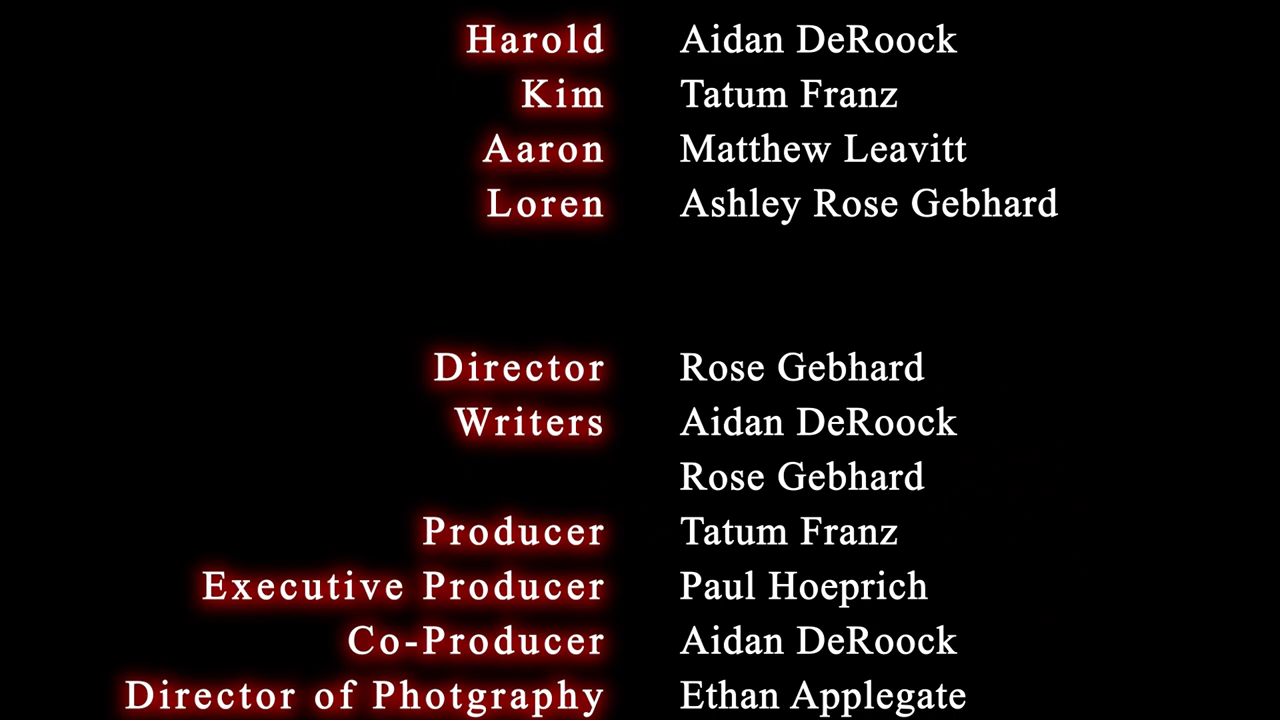 Harold Aidan DeRoock
Kim Tatum Franz
Aaron Matthew Leavitt
Loren Ashley Rose Gebhard
Director Rose Gebhard
Writers Aidan DeRoock
Rose Gebhard
Producer Tatum Franz
Executive Producer Paul Hoeprich
Co-Producer Aidan DeRoock
Director of Photgraphy Ethan Applegate